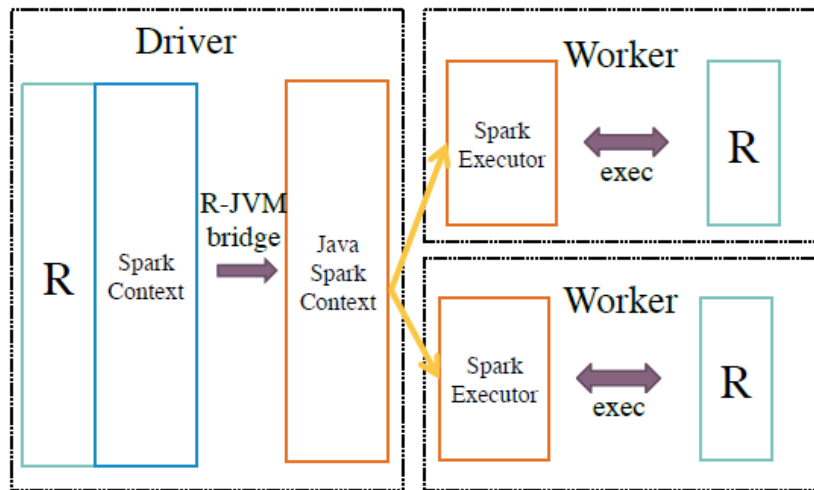 Driver
R
Spark
Context
R-JVM
bridge
Java
Spark
Context
Worker
Spark
Executor
exec
R
Worker
Spark
Executor
exec
R